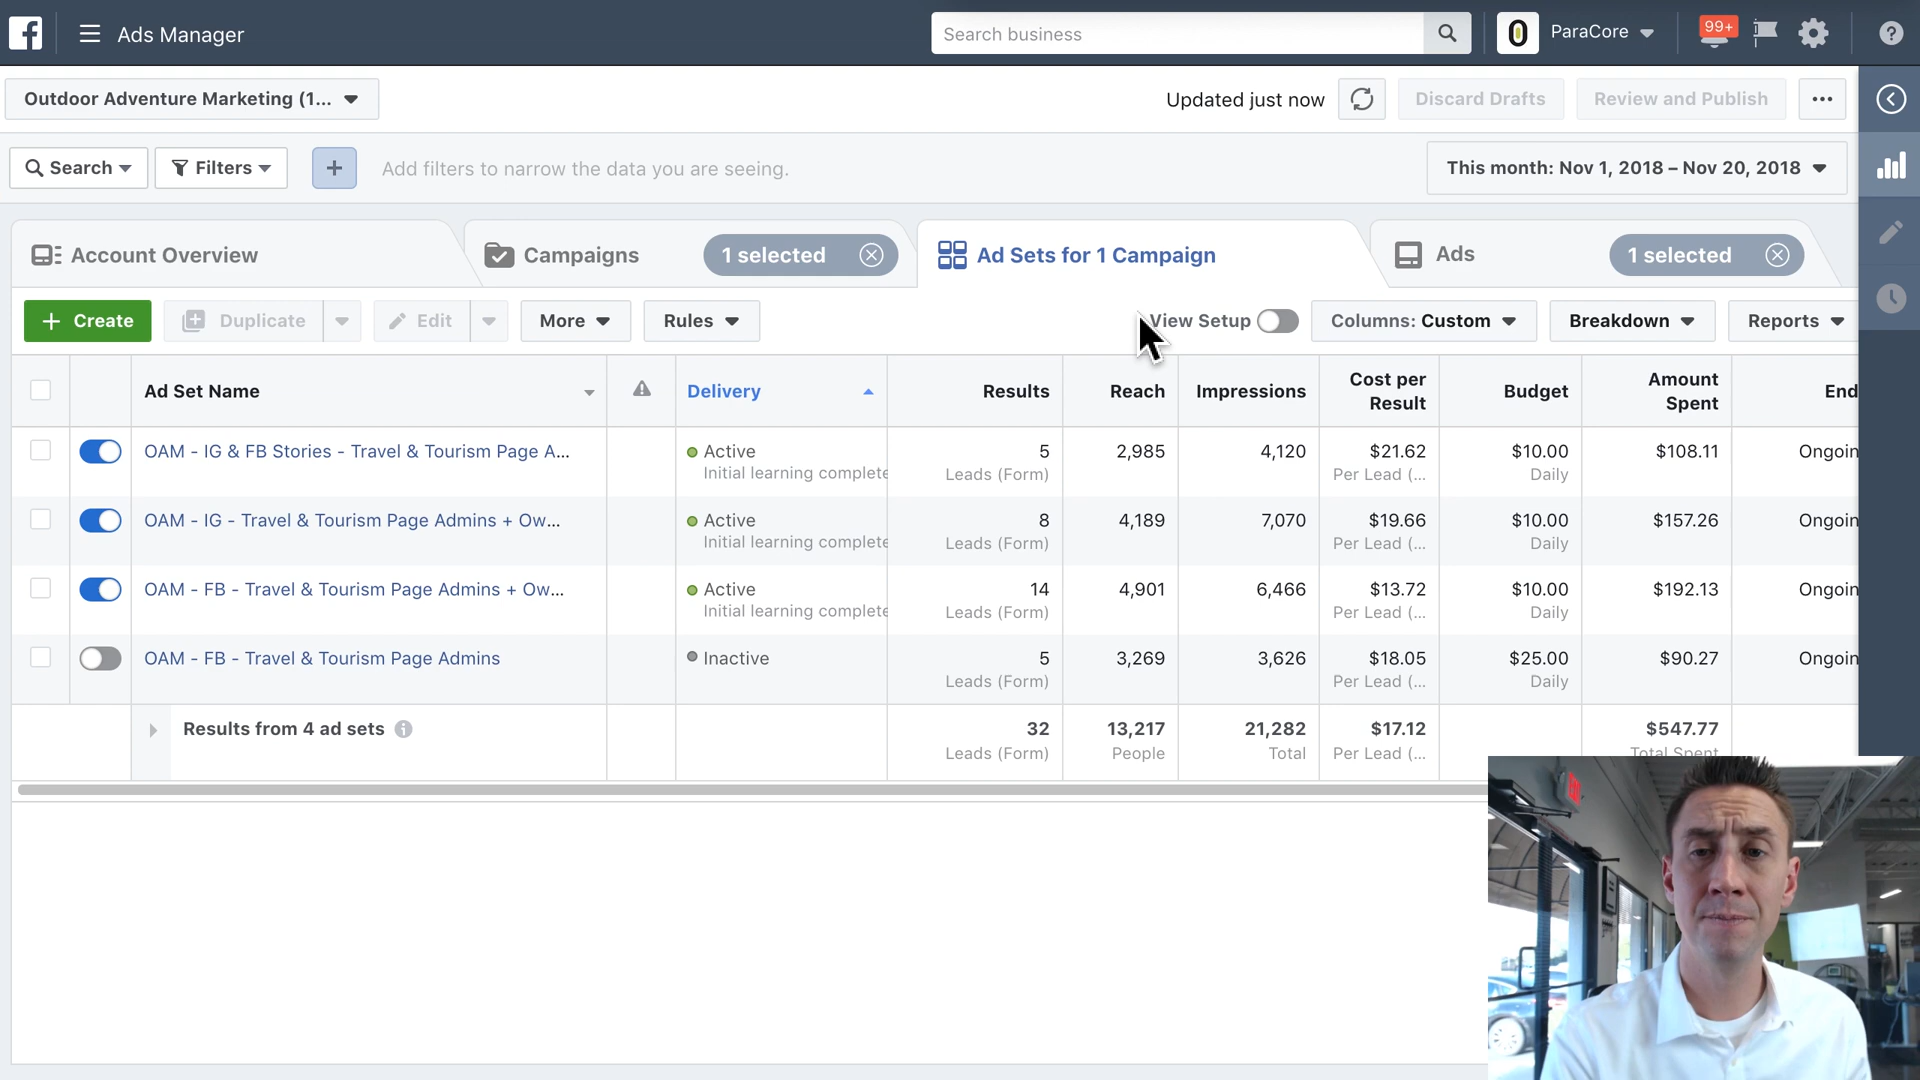 Ads Manager
Search business
ParaCore
99+
Outdoor Adventure Marketing (1...
Updated just now
Discard Drafts
Review and Publish
Search
Filters
Add filters to narrow the data you are seeing.
This month: Nov 1, 2018 – Nov 20, 2018
Account Overview
Campaigns
1 selected
Ad Sets for 1 Campaign
Ads
1 selected
Create
Duplicate
Edit
More
Rules
View Setup
Columns: Custom
Breakdown
Reports
Ad Set Name Delivery Results Reach Impressions Cost per Result Budget Amount Spent End
OAM - IG & FB Stories - Travel & Tourism Page A... Active 5 2,985 4,120 $21.62 $10.00 $108.11 Ongoin
Initial learning complete Leads (Form) Per Lead (... Daily
OAM - IG - Travel & Tourism Page Admins + Ow... Active 8 4,189 7,070 $19.66 $10.00 $157.26 Ongoin
Initial learning complete Leads (Form) Per Lead (... Daily
OAM - FB - Travel & Tourism Page Admins + Ow... Active 14 4,901 6,466 $13.72 $10.00 $192.13 Ongoin
Initial learning complete Leads (Form) Per Lead (... Daily
OAM - FB - Travel & Tourism Page Admins Inactive 5 3,269 3,626 $18.05 $25.00 $90.27 Ongoin
Leads (Form) Per Lead (... Daily
Results from 4 ad sets 32 13,217 21,282 $17.12 $547.77
Leads (Form) People Total Per Lead (... Total Spent